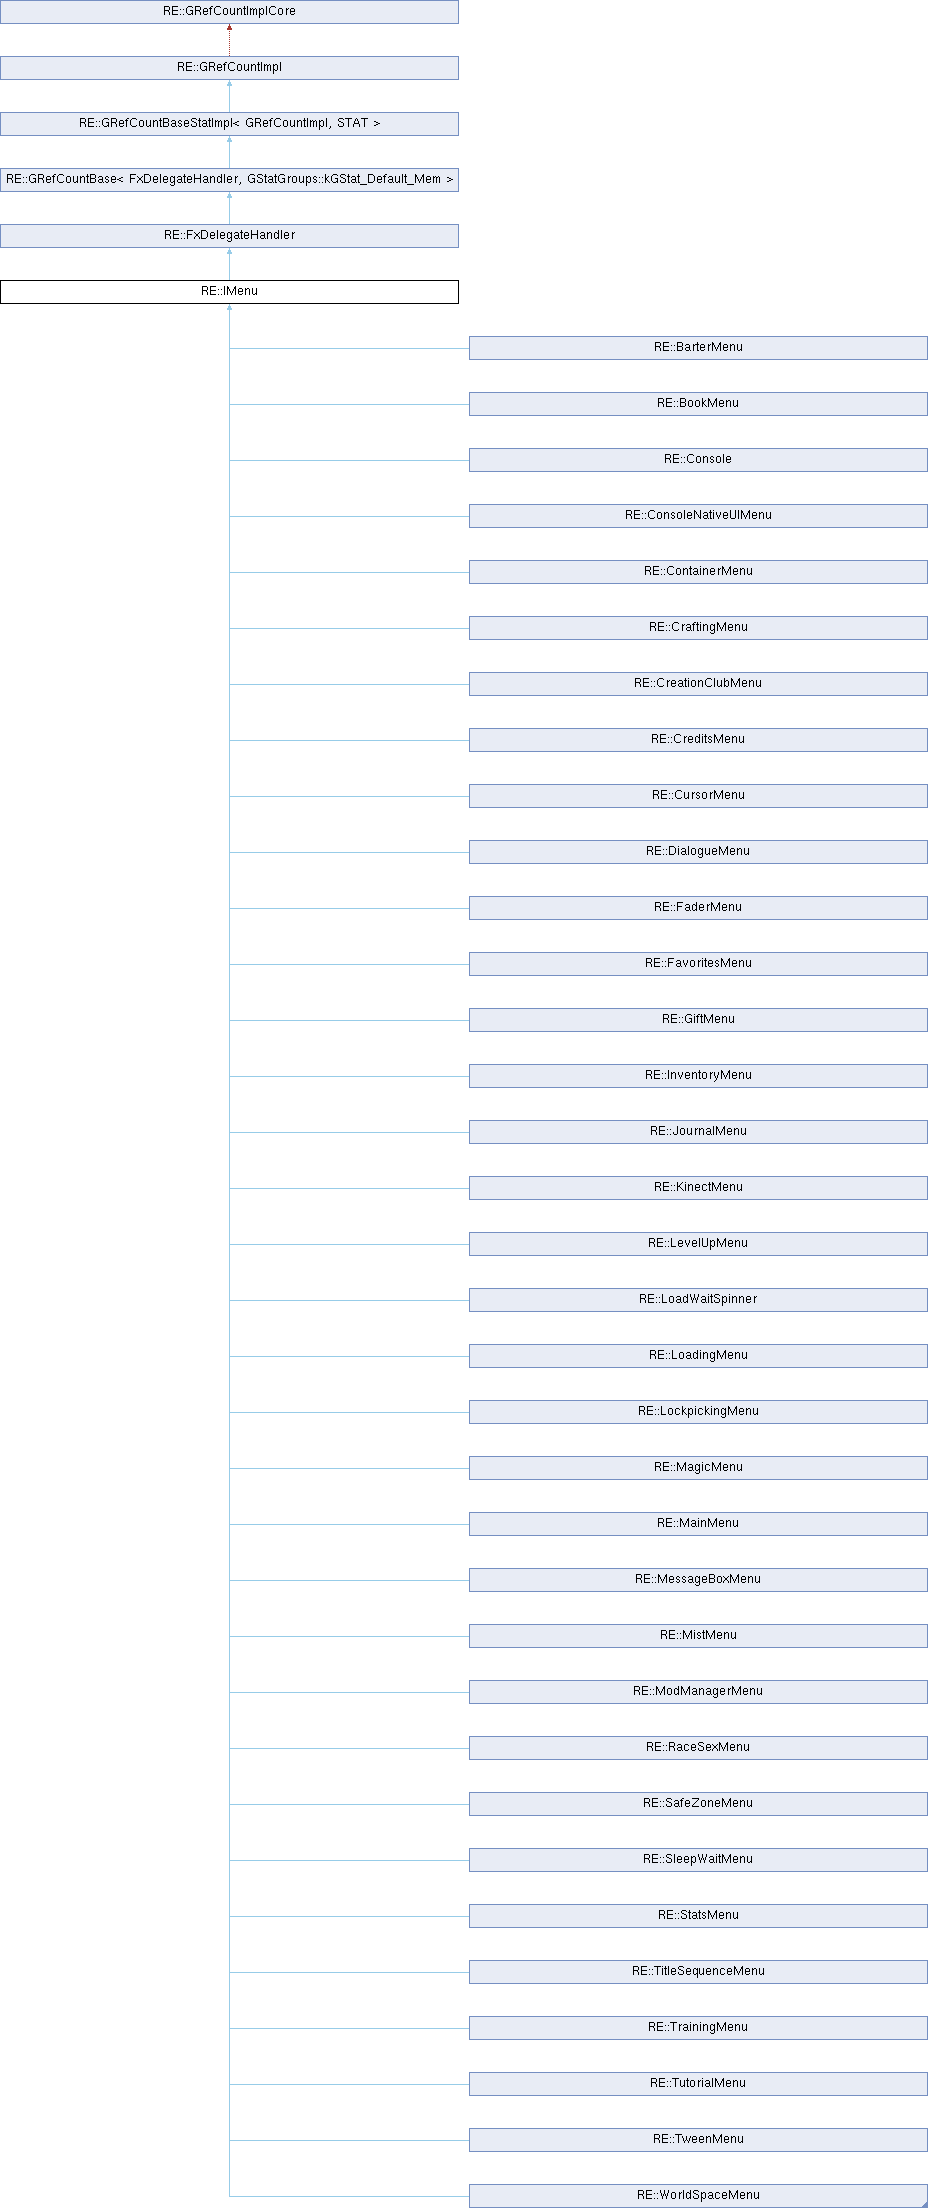 RE::GRefCountImplCore
RE::GRefCountImpl
RE::GRefCountBaseStatImpl< GRefCountImpl, STAT >
RE::GRefCountBase< FxDelegateHandler, GStatGroups::kGStat_Default_Mem >
RE::FxDelegateHandler
RE::IMenu
RE::BarterMenu
RE::BookMenu
RE::Console
RE::ConsoleNativeUIMenu
RE::ContainerMenu
RE::CraftingMenu
RE::CreationClubMenu
RE::CreditsMenu
RE::CursorMenu
RE::DialogueMenu
RE::FaderMenu
RE::FavoritesMenu
RE::GiftMenu
RE::InventoryMenu
RE::JournalMenu
RE::KinectMenu
RE::LevelUpMenu
RE::LoadWaitSpinner
RE::LoadingMenu
RE::LockpickingMenu
RE::MagicMenu
RE::MainMenu
RE::MessageBoxMenu
RE::MistMenu
RE::ModManagerMenu
RE::RaceSexMenu
RE::SafeZoneMenu
RE::SleepWaitMenu
RE::StatsMenu
RE::TitleSequenceMenu
RE::TrainingMenu
RE::TutorialMenu
RE::TweenMenu
RE::WorldSpaceMenu